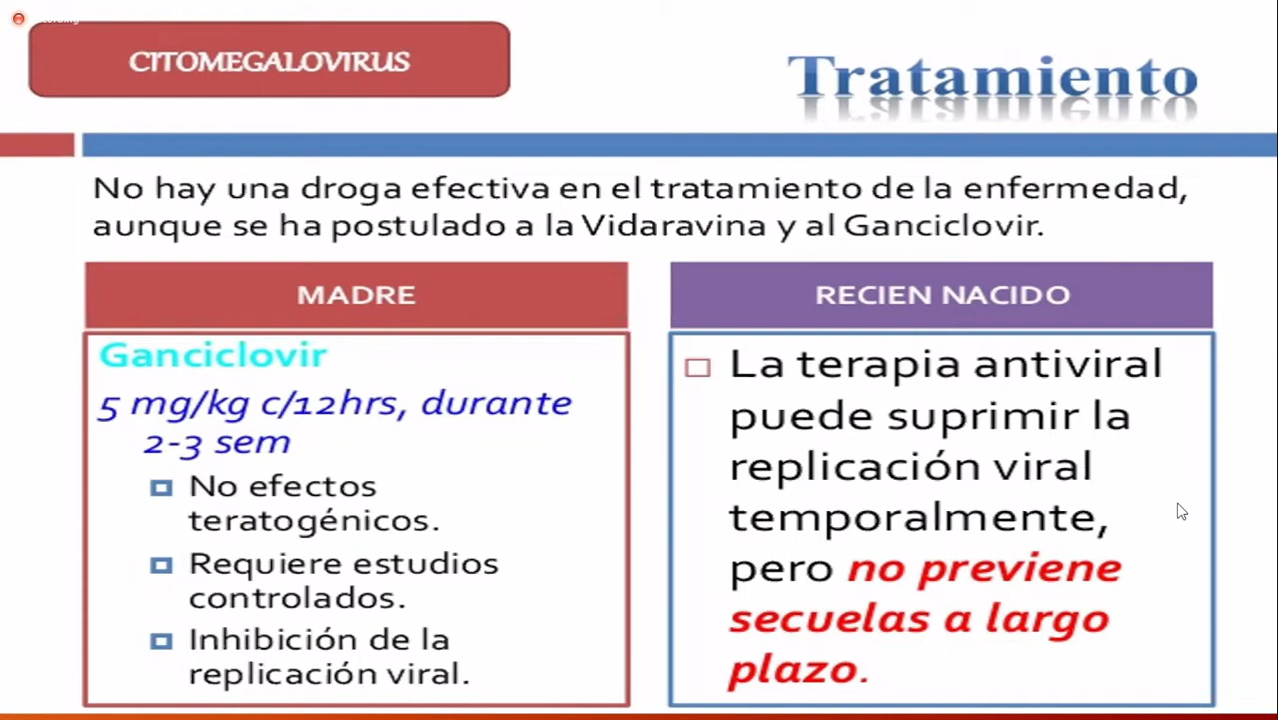 CITOMEGALOVIRUS
Tratamiento
No hay una droga efectiva en el tratamiento de la enfermedad,
aunque se ha postulado a la Vidaravina y al Ganciclovir.
MADRE
Ganciclovir
5 mg/kg c/12hrs, durante
2-3 sem
No efectos
teratogénicos.
Requiere estudios
controlados.
Inhibición de la
replicación viral.
RECIEN NACIDO
La terapia antiviral
puede suprimir la
replicación viral
temporalmente,
pero no previene
secuelas a largo
plazo.